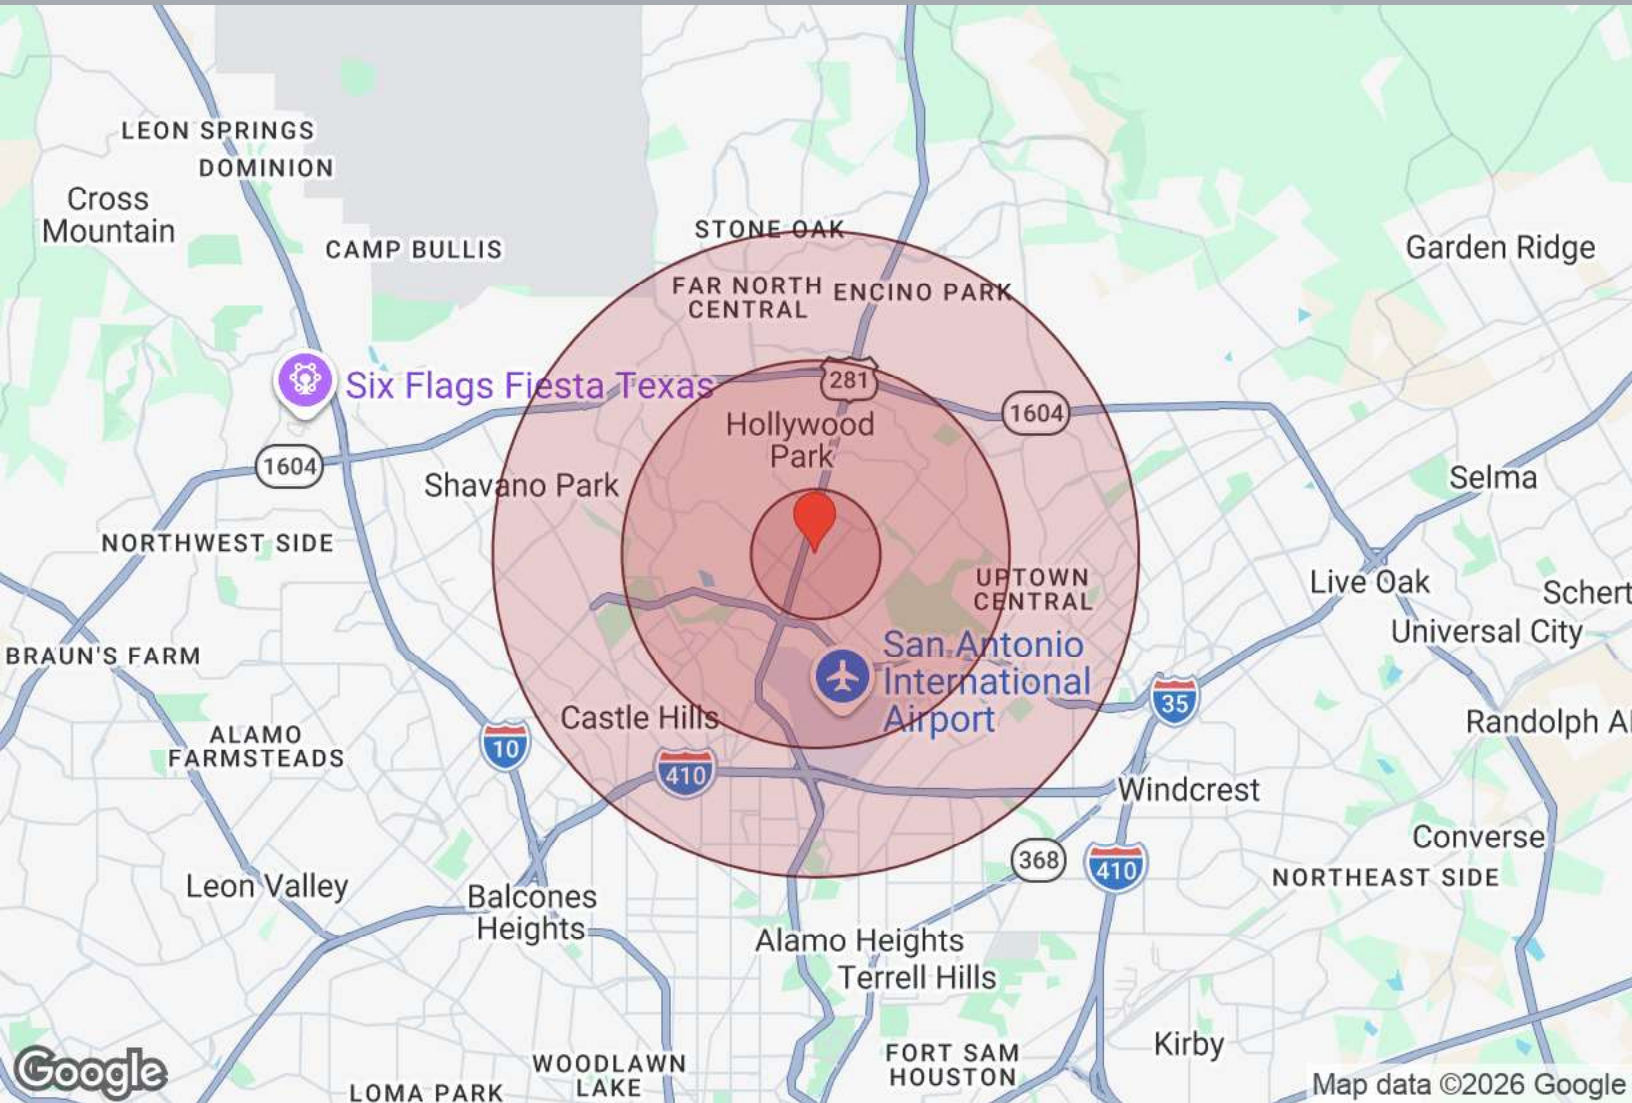 LEON SPRINGS
DOMINION
Cross
Mountain
CAMP BULLIS
STONE OAK
Garden Ridge
FAR NORTH
CENTRAL
ENCINO PARK
Six Flags Fiesta Texas
281
1604
Hollywood
Park
1604
Shavano Park
Selma
NORTHWEST SIDE
UPTOWN
CENTRAL
Live Oak
Schert
Universal City
BRAUN'S FARM
San Antonio
International
Airport
35
Castle Hills
Randolph A
ALAMO
FARMSTEADS
10
410
Windcrest
Converse
368
410
NORTHEAST SIDE
Leon Valley
Balcones
Heights
Alamo Heights
Terrell Hills
Kirby
WOODLAWN
LAKE
FORT SAM
HOUSTON
Google
LOMA PARK
Map data ©2026 Google